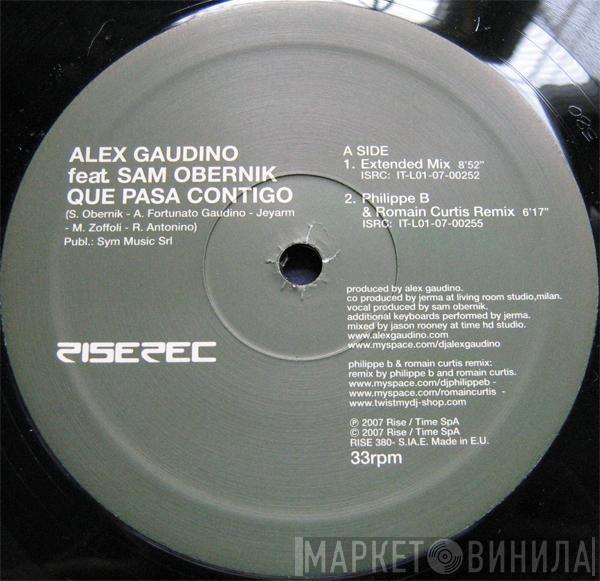 ALEX GAUDINO
feat. SAM OBERNIK
QUE PASA CONTIGO
(S. Obernik - A. Fortunato Gaudino - Jeyarm
- M. Zoffoli - R. Antonino)
Publ.: Sym Music Srl
RISEREC
A SIDE
1. Extended Mix 8'52"
ISRC: IT-L01-07-00252
2. Philippe B
& Romain Curtis Remix 6'17"
ISRC: IT-L01-07-00255
produced by alex gaudino.
co produced by jerma at living room studio,milan.
vocal produced by sam obernik.
additional keyboards performed by jerma.
mixed by jason rooney at time hd studio.
www.alexgaudino.com
www.myspace.com/djalexgaudino
philippe b & romain curtis remix:
remix by philippe b and romain curtis.
www.myspace.com/djphilippeb -
www.myspace.com/romaincurtis -
www.twistmydj-shop.com
℗ 2007 Rise / Time SpA
© 2007 Rise / Time SpA
RISE 380- S.IA.E. Made in E.U.
33rpm
МАРКЕТ ВИНИЛА